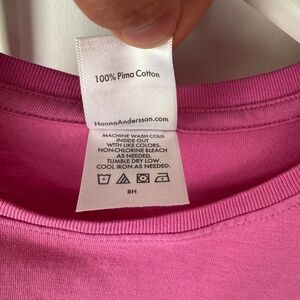 100% Pima Cotton
HannaAndersson.com
MACHINE WASH COLD
INSIDE OUT
WITH LIKE COLORS.
NON-CHLORINE BLEACH
AS NEEDED.
TUMBLE DRY LOW.
COOL IRON AS NEEDED.
BH